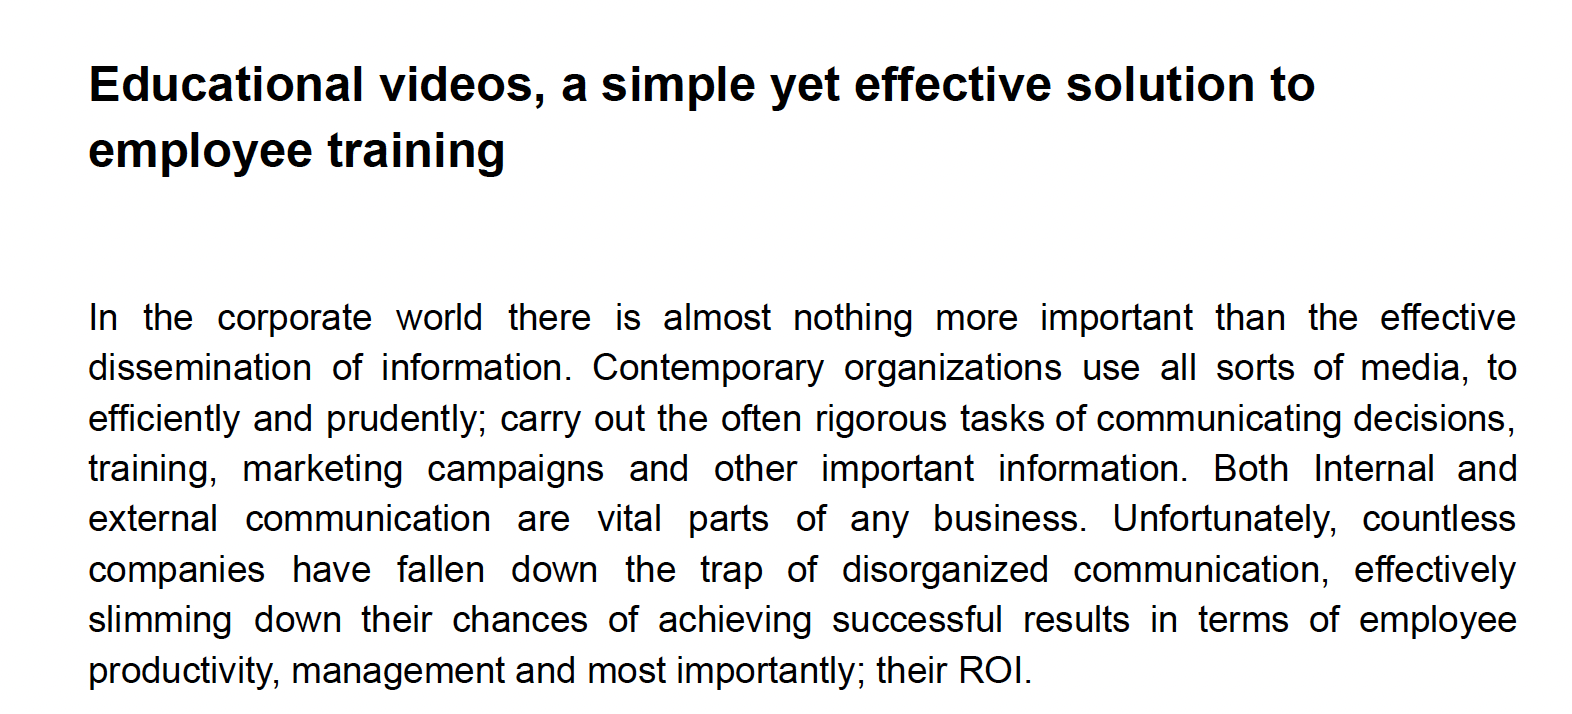 Educational videos, a simple yet effective solution to
employee training
In the corporate world there is almost nothing more important than the effective
dissemination of information. Contemporary organizations use all sorts of media, to
efficiently and prudently; carry out the often rigorous tasks of communicating decisions,
training, marketing campaigns and other important information. Both Internal and
external communication are vital parts of any business. Unfortunately, countless
companies have fallen down the trap of disorganized communication, effectively
slimming down their chances of achieving successful results in terms of employee
productivity, management and most importantly; their ROI.